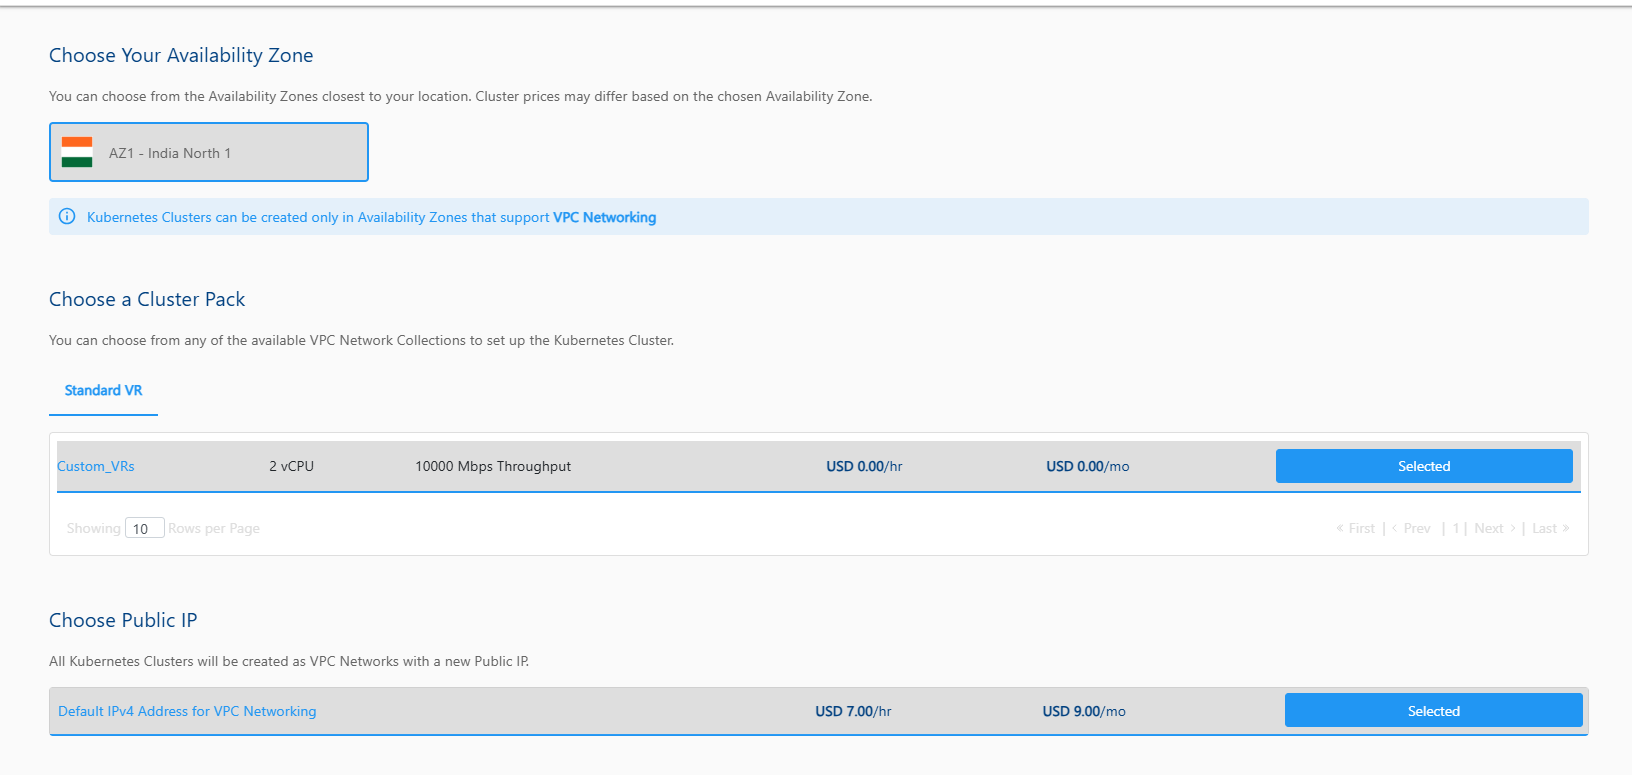 Choose Your Availability Zone
You can choose from the Availability Zones closest to your location. Cluster prices may differ based on the chosen Availability Zone.
AZ1 - India North 1
Kubernetes Clusters can be created only in Availability Zones that support VPC Networking
Choose a Cluster Pack
You can choose from any of the available VPC Network Collections to set up the Kubernetes Cluster.
Standard VR
Custom_VRs 2 vCPU 10000 Mbps Throughput USD 0.00/hr USD 0.00/mo Selected
Showing 10 Rows per Page « First | ‹ Prev | 1 | Next › | Last »
Choose Public IP
All Kubernetes Clusters will be created as VPC Networks with a new Public IP.
Default IPv4 Address for VPC Networking USD 7.00/hr USD 9.00/mo Selected